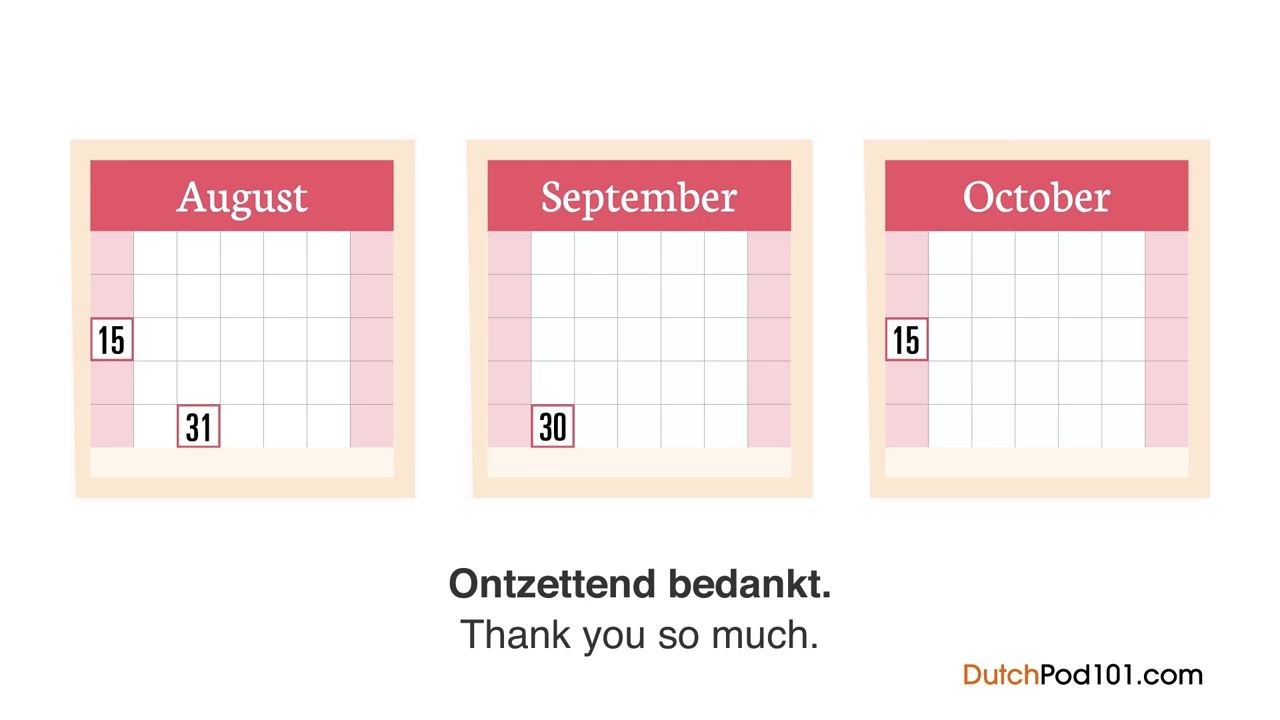 August
15
31
September
30
October
15
Ontzettend bedankt.
Thank you so much.
DutchPod101.com